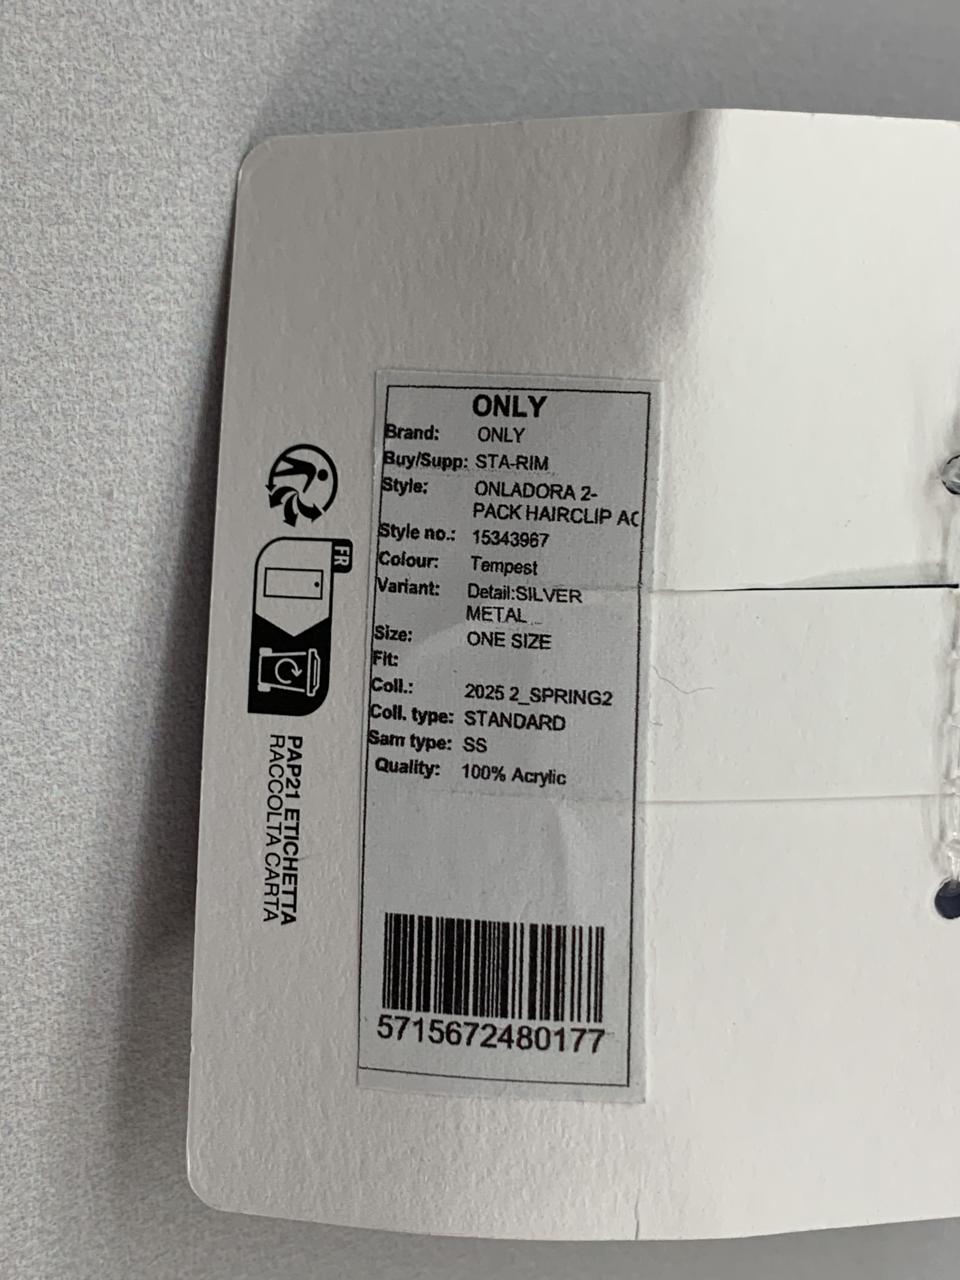 ONLY
Brand: ONLY
Buy/Supp: STA-RIM
Style: ONLADORA 2-
PACK HAIRCLIP AC
Style no.: 15343967
Colour: Tempest
Variant: Detail:SILVER
METAL
Size: ONE SIZE
Fit:
Coll.: 2025 2_SPRING2
Coll. type: STANDARD
Sam type: SS
Quality: 100% Acrylic
5715672480177
FR
PAP21 ETICHETTA
RACCOLTA CARTA